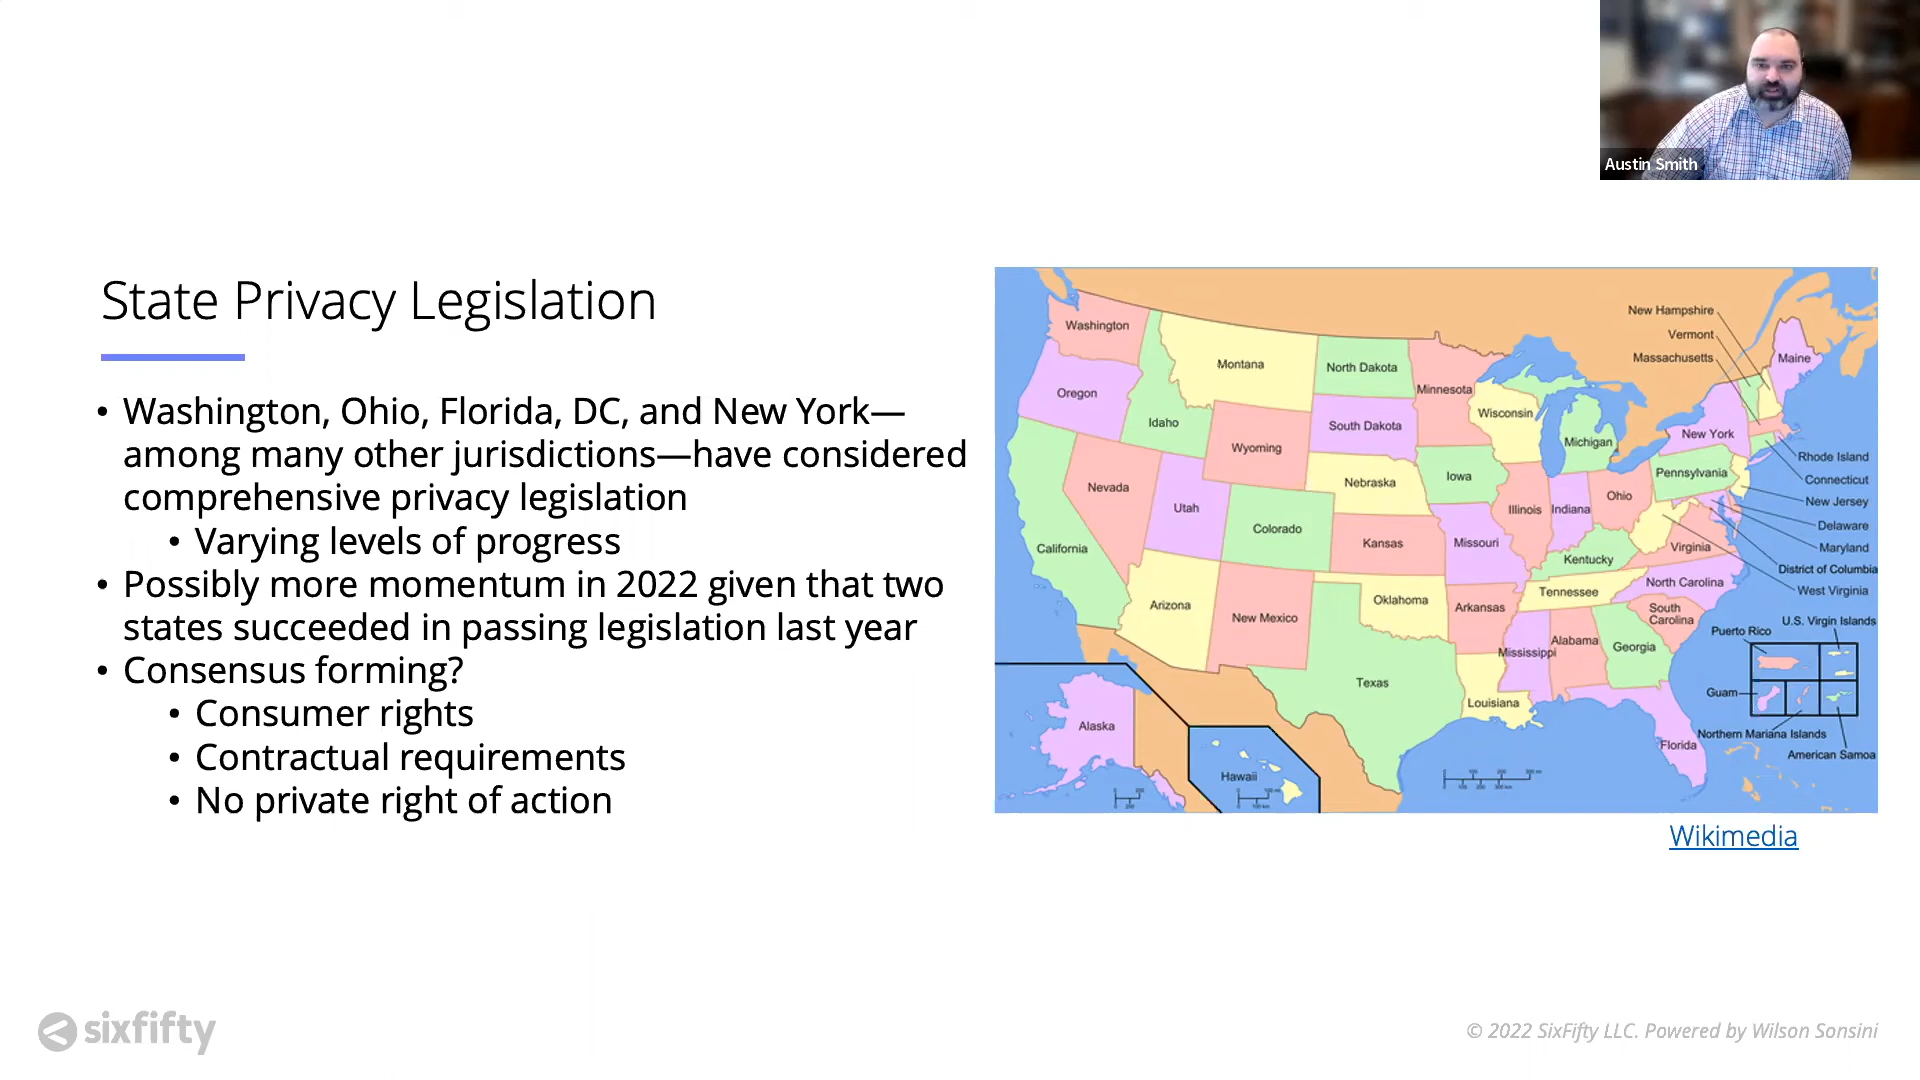 Austin Smith
State Privacy Legislation
• Washington, Ohio, Florida, DC, and New York—
among many other jurisdictions—have considered
comprehensive privacy legislation
• Varying levels of progress
• Possibly more momentum in 2022 given that two
states succeeded in passing legislation last year
• Consensus forming?
• Consumer rights
• Contractual requirements
• No private right of action
Washington
Oregon
California
Nevada
Idaho
Montana
Wyoming
Utah
Arizona
Colorado
New Mexico
North Dakota
South Dakota
Nebraska
Kansas
Oklahoma
Texas
Minnesota
Iowa
Missouri
Arkansas
Louisiana
Wisconsin
Illinois
Michigan
Indiana
Ohio
Kentucky
Tennessee
Mississippi
Alabama
Georgia
Florida
South
Carolina
North Carolina
Virginia
Pennsylvania
New York
Maine
New Hampshire
Vermont
Massachusetts
Rhode Island
Connecticut
New Jersey
Delaware
Maryland
District of Columbia
West Virginia
U.S. Virgin Islands
Puerto Rico
Guam
Northern Mariana Islands
American Samoa
Alaska
Hawaii
Wikimedia
sixfifty
© 2022 SixFifty LLC. Powered by Wilson Sonsini